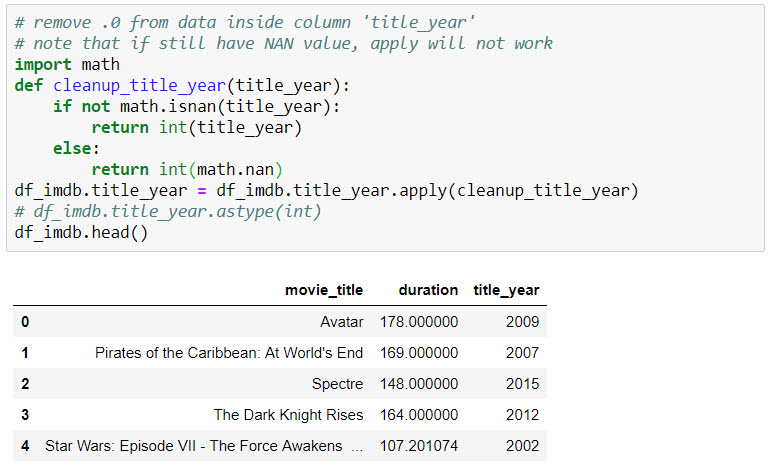 # remove .0 from data inside column 'title_year'
# note that if still have NAN value, apply will not work
import math
def cleanup_title_year(title_year):
    if not math.isnan(title_year):
        return int(title_year)
    else:
        return int(math.nan)
df_imdb.title_year = df_imdb.title_year.apply(cleanup_title_year)
# df_imdb.title_year.astype(int)
df_imdb.head()
movie_title duration title_year
0 Avatar 178.000000 2009
1 Pirates of the Caribbean: At World's End 169.000000 2007
2 Spectre 148.000000 2015
3 The Dark Knight Rises 164.000000 2012
4 Star Wars: Episode VII - The Force Awakens ... 107.201074 2002